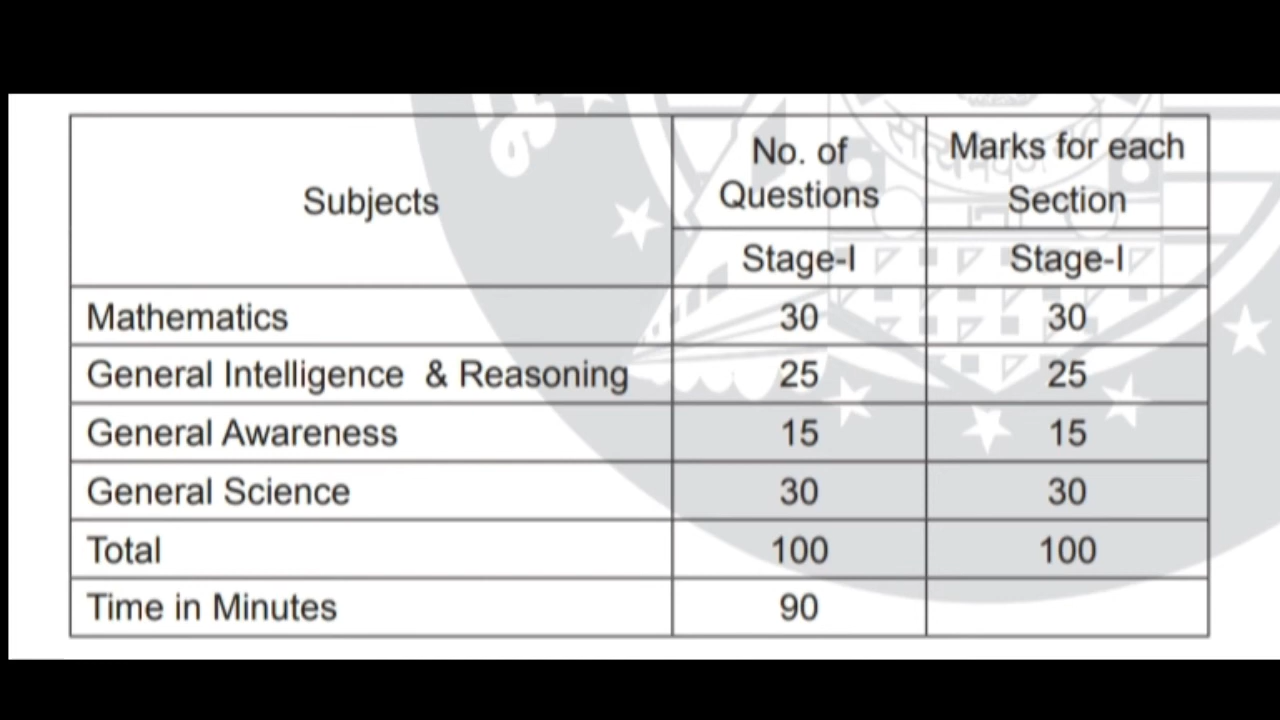 Subjects
No. of
Questions
Marks for each
Section
Stage-I
Stage-I
Mathematics 30 30
General Intelligence & Reasoning 25 25
General Awareness 15 15
General Science 30 30
Total 100 100
Time in Minutes 90